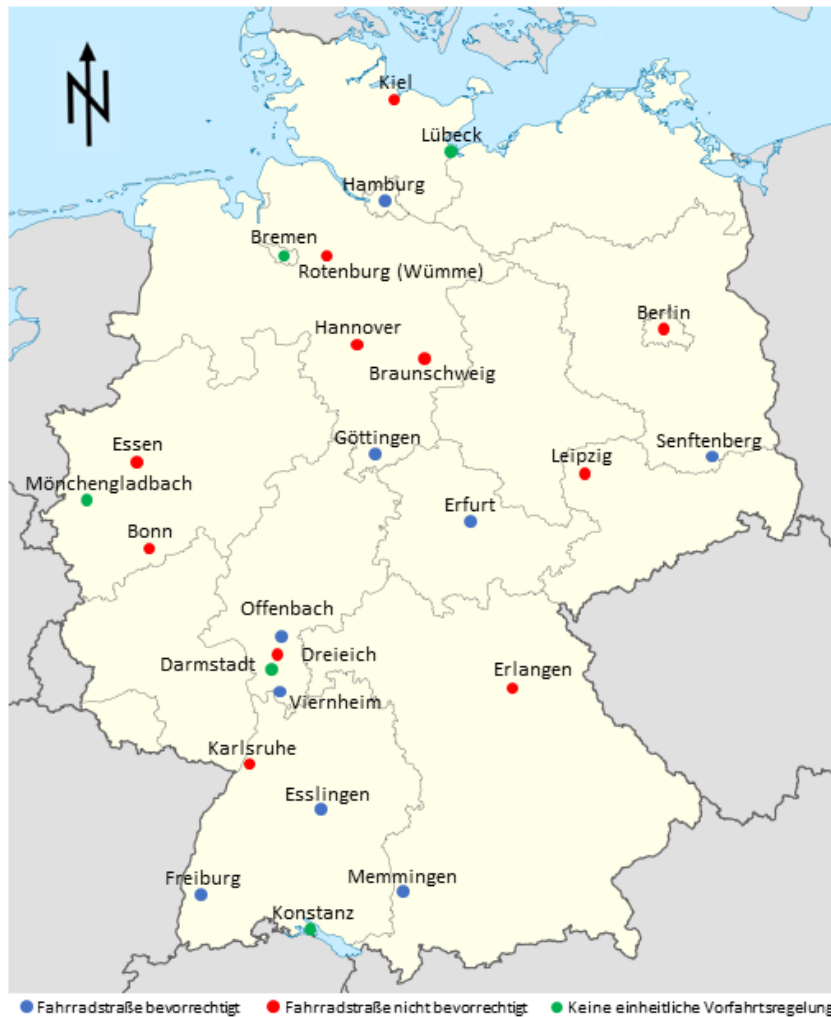 N
Kiel
Lübeck
Hamburg
Bremen
Rotenburg (Wümme)
Berlin
Hannover
Braunschweig
Göttingen
Senftenberg
Essen
Leipzig
Mönchengladbach
Erfurt
Bonn
Offenbach
Dreieich
Darmstadt
Erlangen
Viernheim
Karlsruhe
Esslingen
Freiburg
Memmingen
Konstanz
Fahrradstraße bevorrechtigt Fahrradstraße nicht bevorrechtigt Keine einheitliche Vorfahrtsregelung